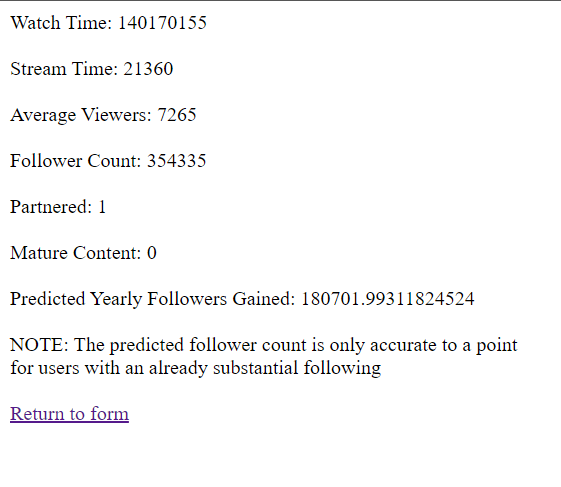 Watch Time: 140170155
Stream Time: 21360
Average Viewers: 7265
Follower Count: 354335
Partnered: 1
Mature Content: 0
Predicted Yearly Followers Gained: 180701.99311824524
NOTE: The predicted follower count is only accurate to a point
for users with an already substantial following
Return to form